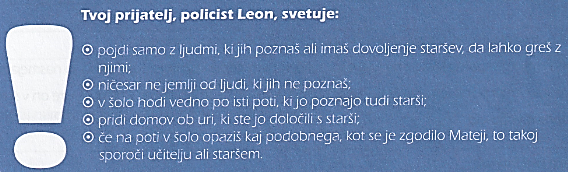 Tvoj prijatelj, policist Leon, svetuje:
⊙ pojdi samo z ljudmi, ki jih poznaš ali imaš dovoljenje staršev, da lahko greš z
njimi;
⊙ ničesar ne jemlji od ljudi, ki jih ne poznaš;
⊙ v šolo hodi vedno po isti poti, ki jo poznajo tudi starši;
⊙ pridi domov ob uri, ki ste jo določili s starši;
⊙ če na poti v šolo opaziš kaj podobnega, kot se je zgodilo Mateji, to takoj
sporoči učitelju ali staršem.